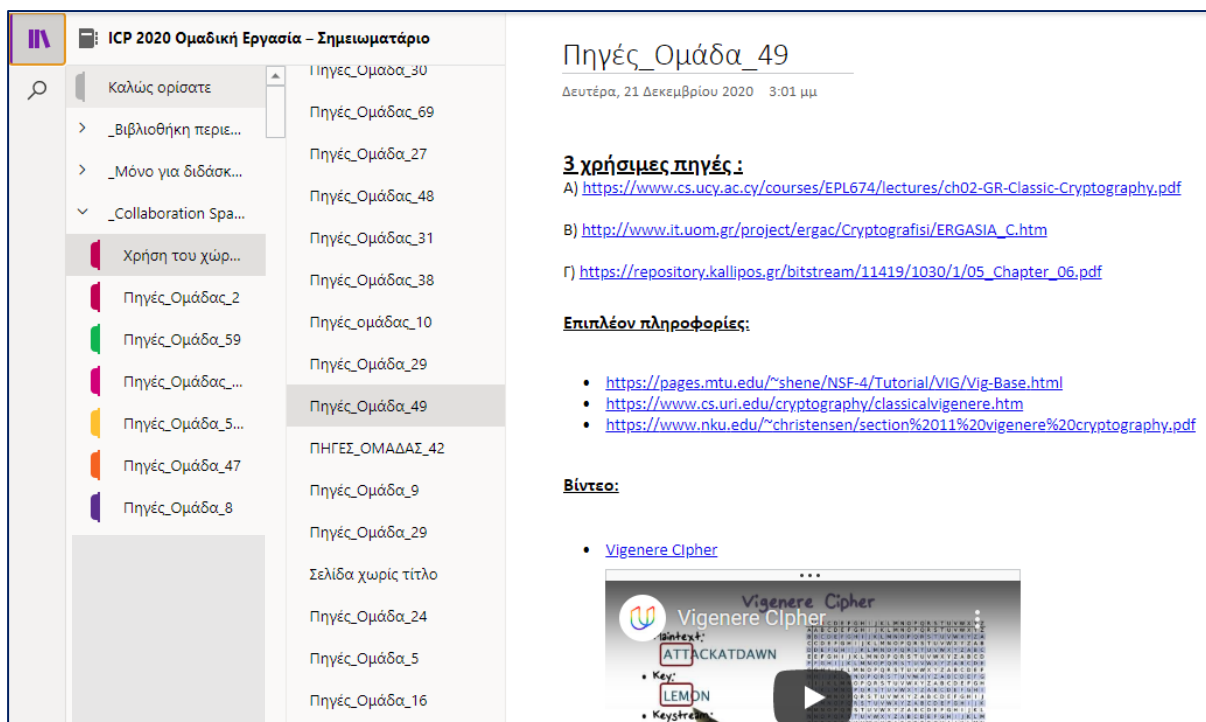 ICP 2020 Ομαδική Εργασία – Σημειωματάριο
Καλώς ορίσατε
_Βιβλιοθήκη περιε...
_Μόνο για διδάσκ...
_Collaboration Spa...
Χρήση του χώρ...
Πηγές_Ομάδας_2
Πηγές_Ομάδα_59
Πηγές_Ομάδας_...
Πηγές_Ομάδα_5...
Πηγές_Ομάδα_47
Πηγές_Ομάδα_8
Πηγές_Ομάδα_30
Πηγές_Ομάδας_69
Πηγές_Ομάδα_27
Πηγές_Ομάδας_48
Πηγές_Ομάδας_31
Πηγές_Ομάδας_38
Πηγές_ομάδας_10
Πηγές_Ομάδα_29
Πηγές_Ομάδα_49
ΠΗΓΕΣ_ΟΜΑΔΑΣ_42
Πηγές_Ομάδα_9
Πηγές_Ομάδα_29
Σελίδα χωρίς τίτλο
Πηγές_Ομάδα_24
Πηγές_Ομάδα_5
Πηγές_Ομάδα_16
Πηγές_Ομάδα_49
Δευτέρα, 21 Δεκεμβρίου 2020 3:01 μμ
3 χρήσιμες πηγές :
Α) https://www.cs.ucy.ac.cy/courses/EPL674/lectures/ch02-GR-Classic-Cryptography.pdf
Β) http://www.it.uom.gr/project/ergac/Cryptografisi/ERGASIA_C.htm
Γ) https://repository.kallipos.gr/bitstream/11419/1030/1/05_Chapter_06.pdf
Επιπλέον πληροφορίες:
• https://pages.mtu.edu/~shene/NSF-4/Tutorial/VIG/Vig-Base.html
• https://www.cs.uri.edu/cryptography/classicalvigenere.htm
• https://www.nku.edu/~christensen/section%2011%20vigenere%20cryptography.pdf
Βίντεο:
• Vigenere CIpher
Vigenere Cipher
Vigenere CIpher
ATTACKATDAWN
• Key:
LEMON
• Keystream: